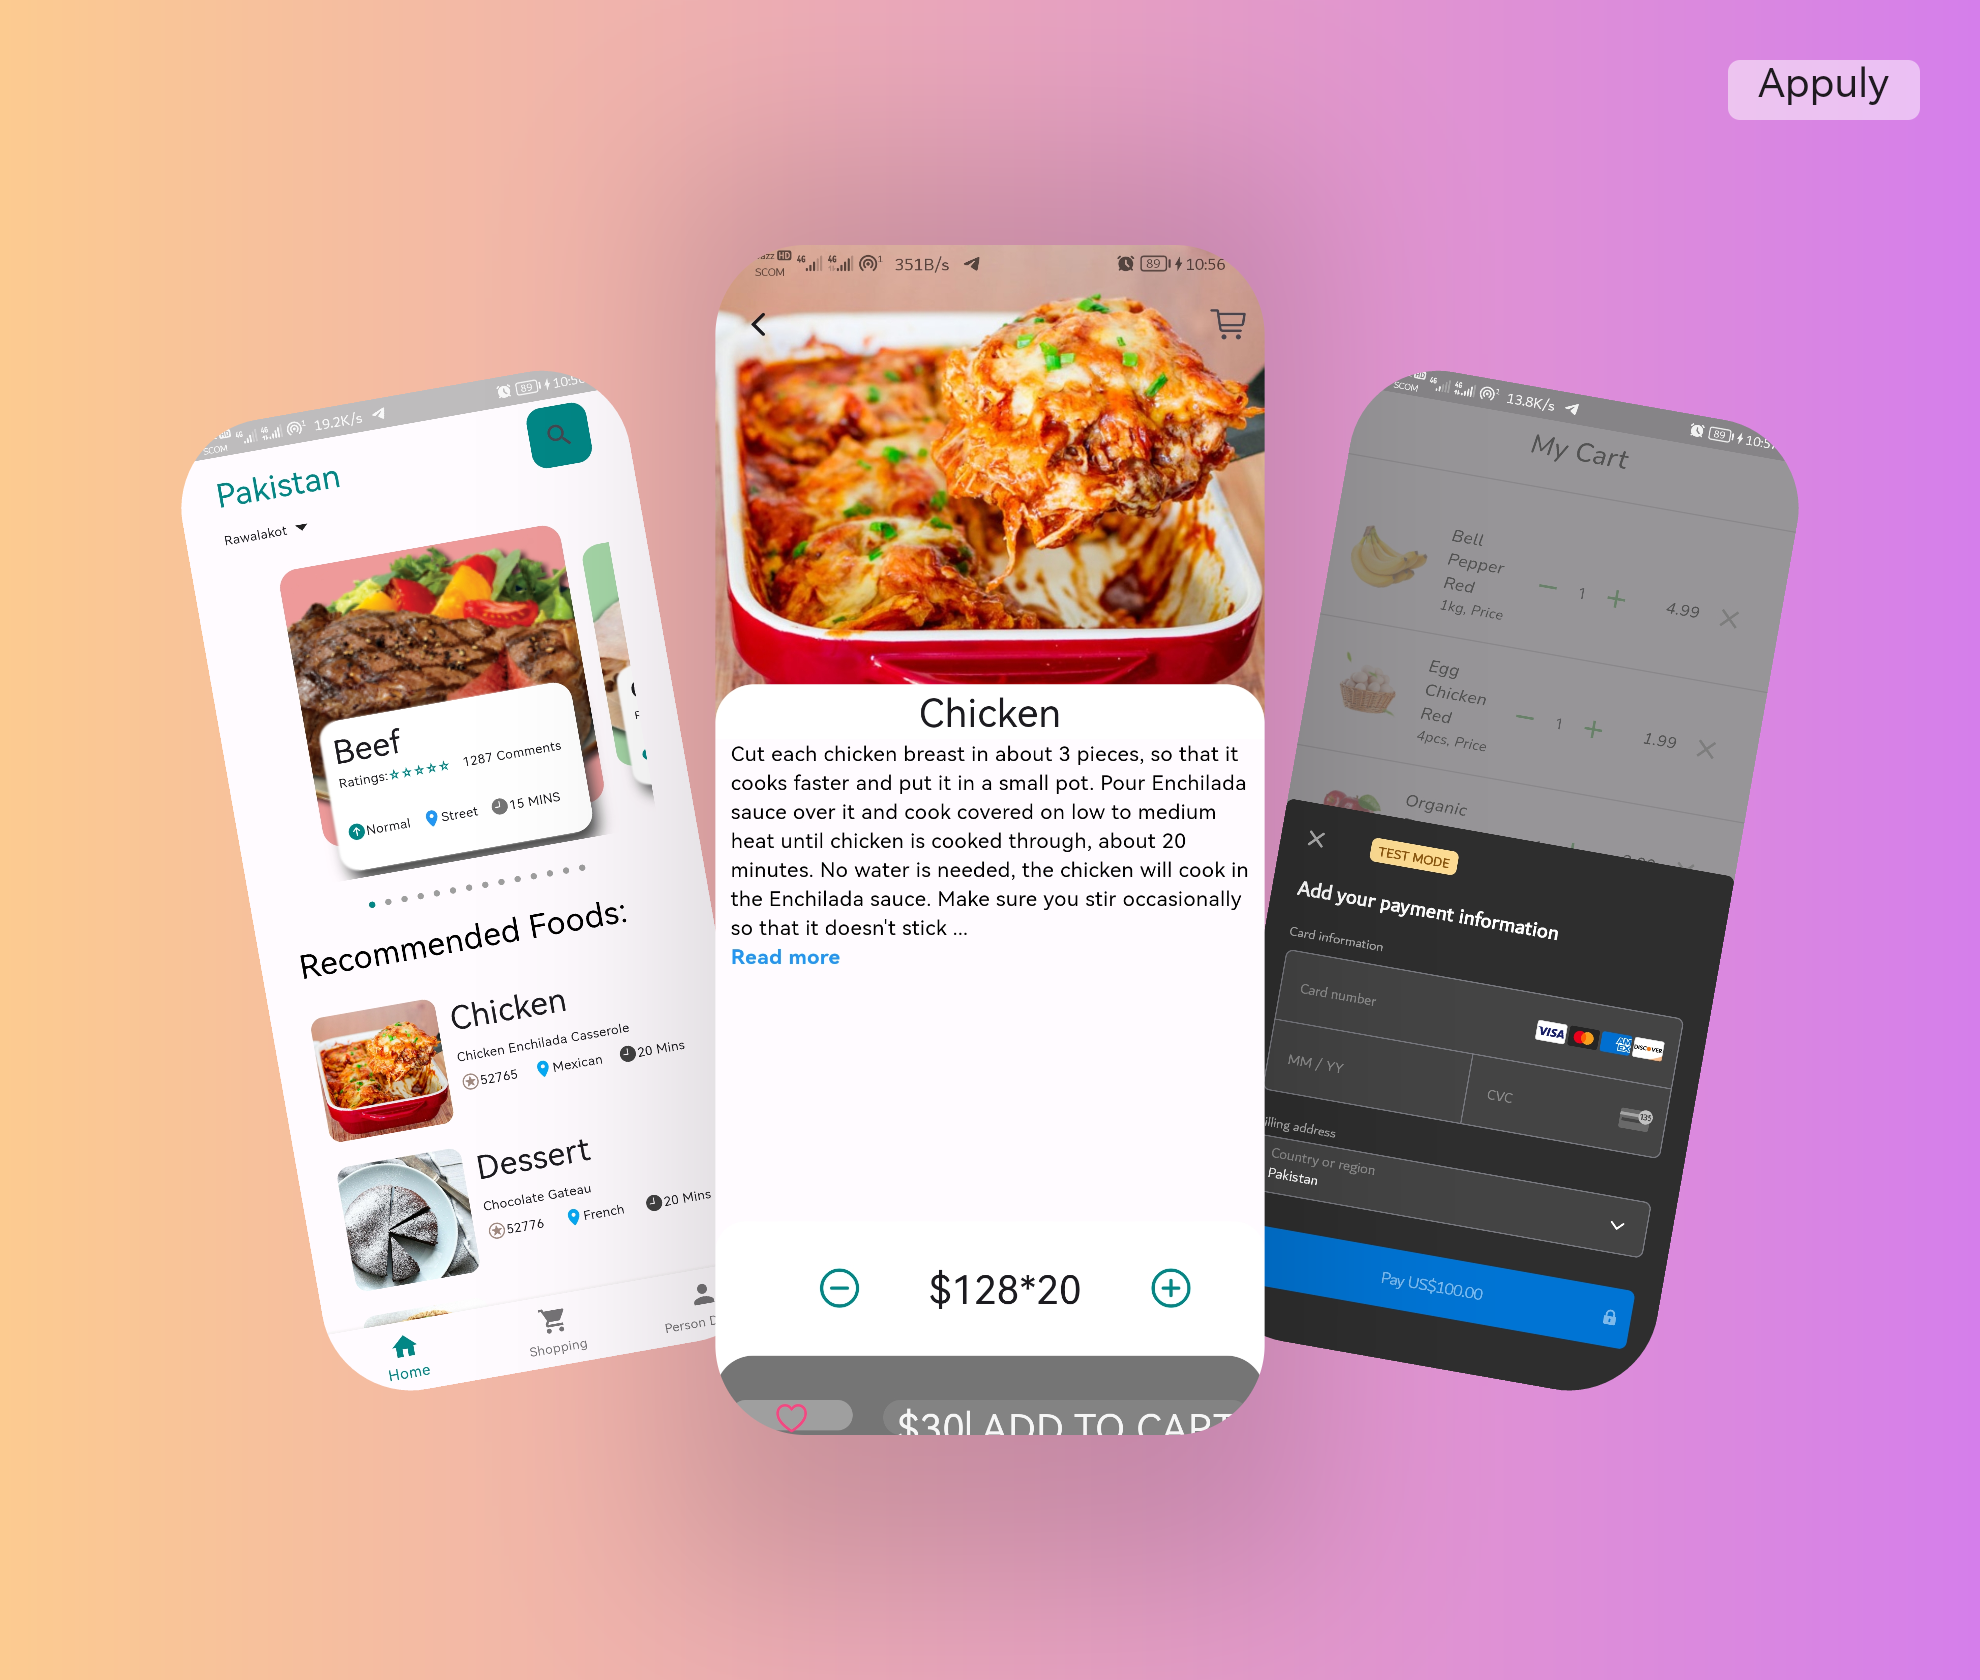 Appuly
SCOM 19.2K/s 89
Pakistan
Rawalakot
Beef
Ratings: 1287 Comments
Normal Street 15 MINS
Recommended Foods:
Chicken
Chicken Enchilada Casserole
52765 Mexican 20 Mins
Dessert
Chocolate Gateau
52776 French 20 Mins
Home Shopping Person
HD 4G 4G 1 351B/s 89 10:56
SCOM
Chicken
Cut each chicken breast in about 3 pieces, so that it
cooks faster and put it in a small pot. Pour Enchilada
sauce over it and cook covered on low to medium
heat until chicken is cooked through, about 20
minutes. No water is needed, the chicken will cook in
the Enchilada sauce. Make sure you stir occasionally
so that it doesn't stick ...
Read more
$128*20
$30| ADD TO CART
SCOM 13.8K/s 89
My Cart
Bell
Pepper
Red
1kg, Price
1 4.99
Egg
Chicken
Red
4pcs, Price
1 1.99
Organic
TEST MODE
Add your payment information
Card information
Card number
VISA AMEX DISCOVER
MM / YY CVC 135
address
Country or region
Pakistan
Pay US$100.00